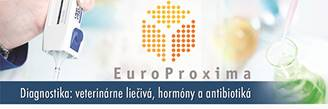 EuroProxima
Diagnostika: veterinárne liečivá, hormóny a antibiotiká